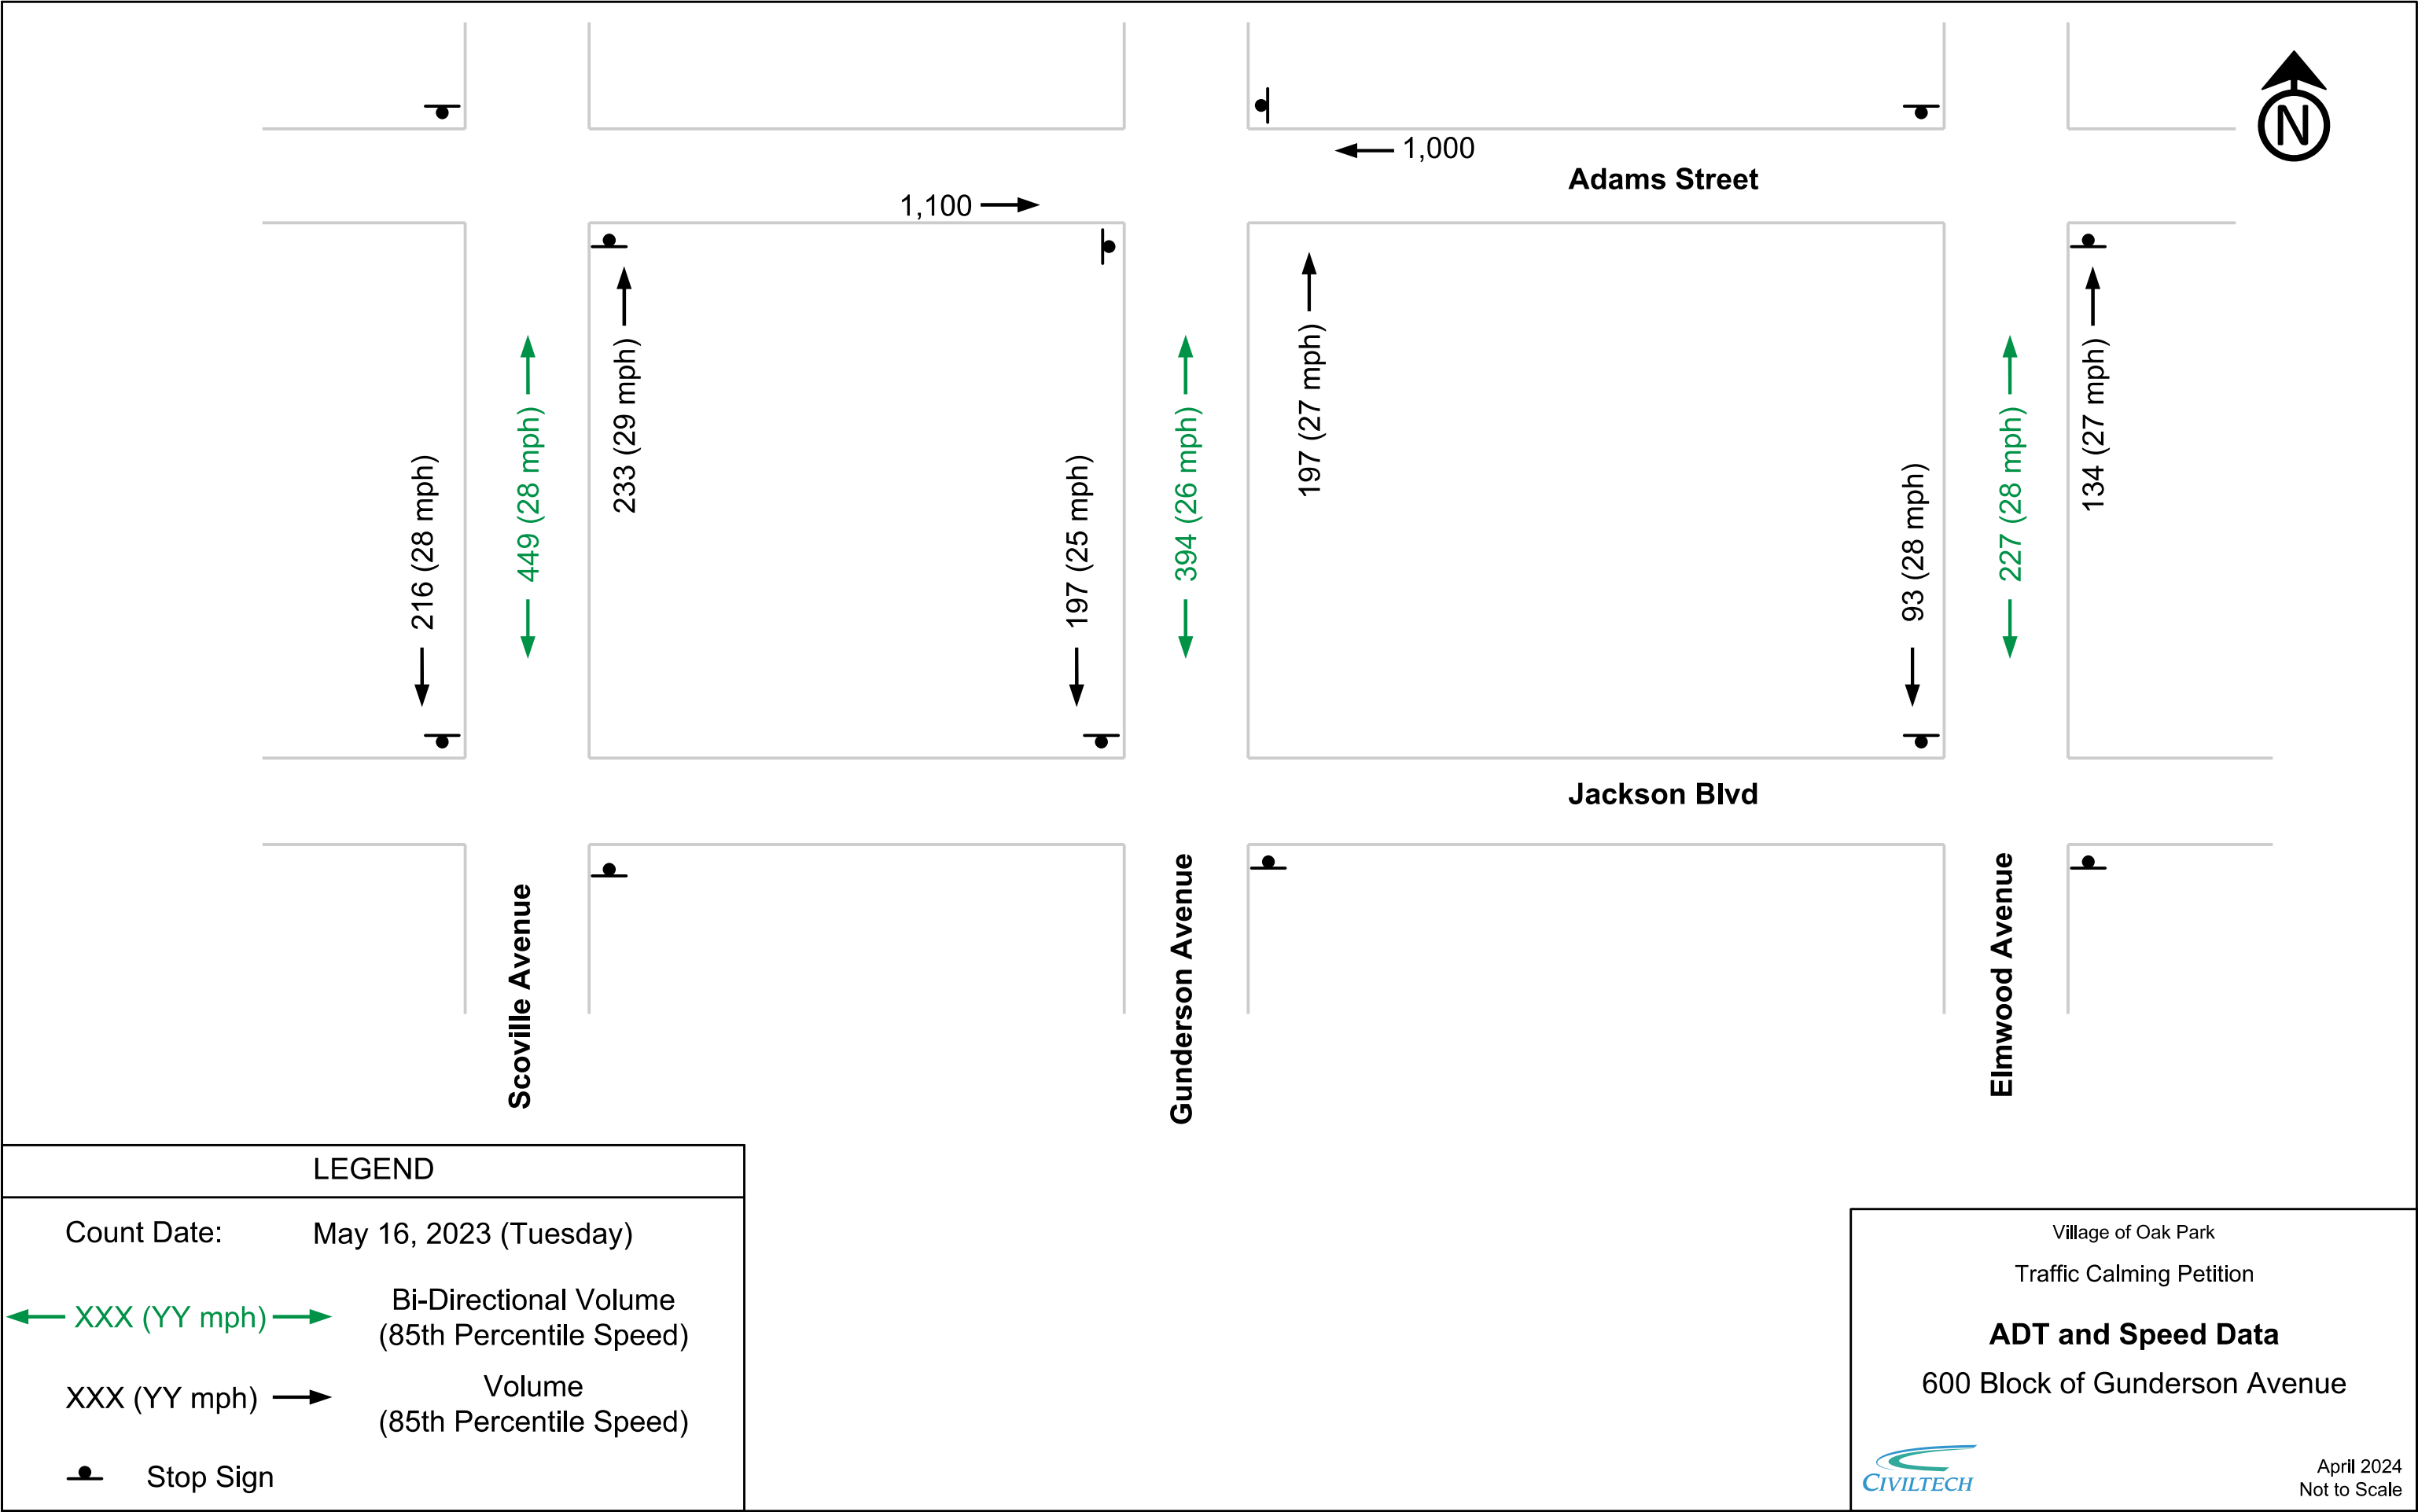 N
1,000
Adams Street
1,100
216 (28 mph)
449 (28 mph)
233 (29 mph)
197 (25 mph)
394 (26 mph)
197 (27 mph)
93 (28 mph)
227 (28 mph)
134 (27 mph)
Jackson Blvd
Scoville Avenue
Gunderson Avenue
Elmwood Avenue
LEGEND
Count Date: May 16, 2023 (Tuesday)
XXX (YY mph)
Bi-Directional Volume
(85th Percentile Speed)
XXX (YY mph)
Volume
(85th Percentile Speed)
Stop Sign
Village of Oak Park
Traffic Calming Petition
ADT and Speed Data
600 Block of Gunderson Avenue
CIVILTECH
April 2024
Not to Scale